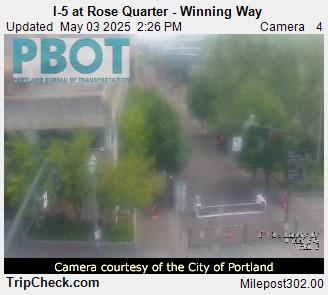 I-5 at Rose Quarter - Winning Way
Updated May 03 2025 2:26 PM Camera 4
PBOT
PORTLAND BUREAU OF TRANSPORTATION
Camera courtesy of the City of Portland
TripCheck.com Milepost302.00